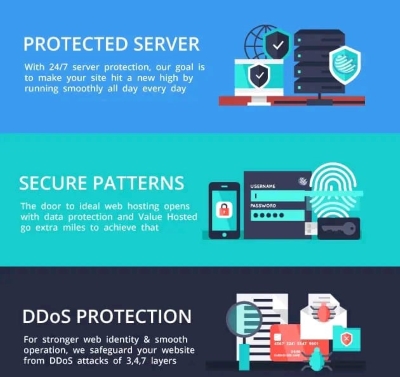 PROTECTED SERVER
With 24/7 server protection, our goal is
to make your site hit a new high by
running smoothly all day every day
SECURE PATTERNS
The door to ideal web hosting opens
with data protection and Value Hosted
go extra miles to achieve that
USERNAME
PASSWORD
DDoS PROTECTION
For stronger web identity & smooth
operation, we safeguard your website
from DDoS attacks of 3,4,7 layers